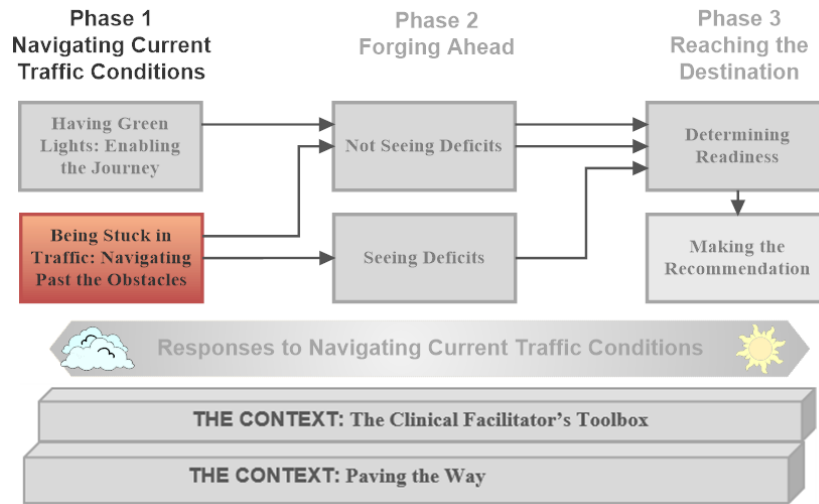 Phase 1
Navigating Current
Traffic Conditions
Phase 2
Forging Ahead
Phase 3
Reaching the
Destination
Having Green
Lights: Enabling
the Journey
Not Seeing Deficits
Determining
Readiness
Being Stuck in
Traffic: Navigating
Past the Obstacles
Seeing Deficits
Making the
Recommendation
Responses to Navigating Current Traffic Conditions
THE CONTEXT: The Clinical Facilitator's Toolbox
THE CONTEXT: Paving the Way